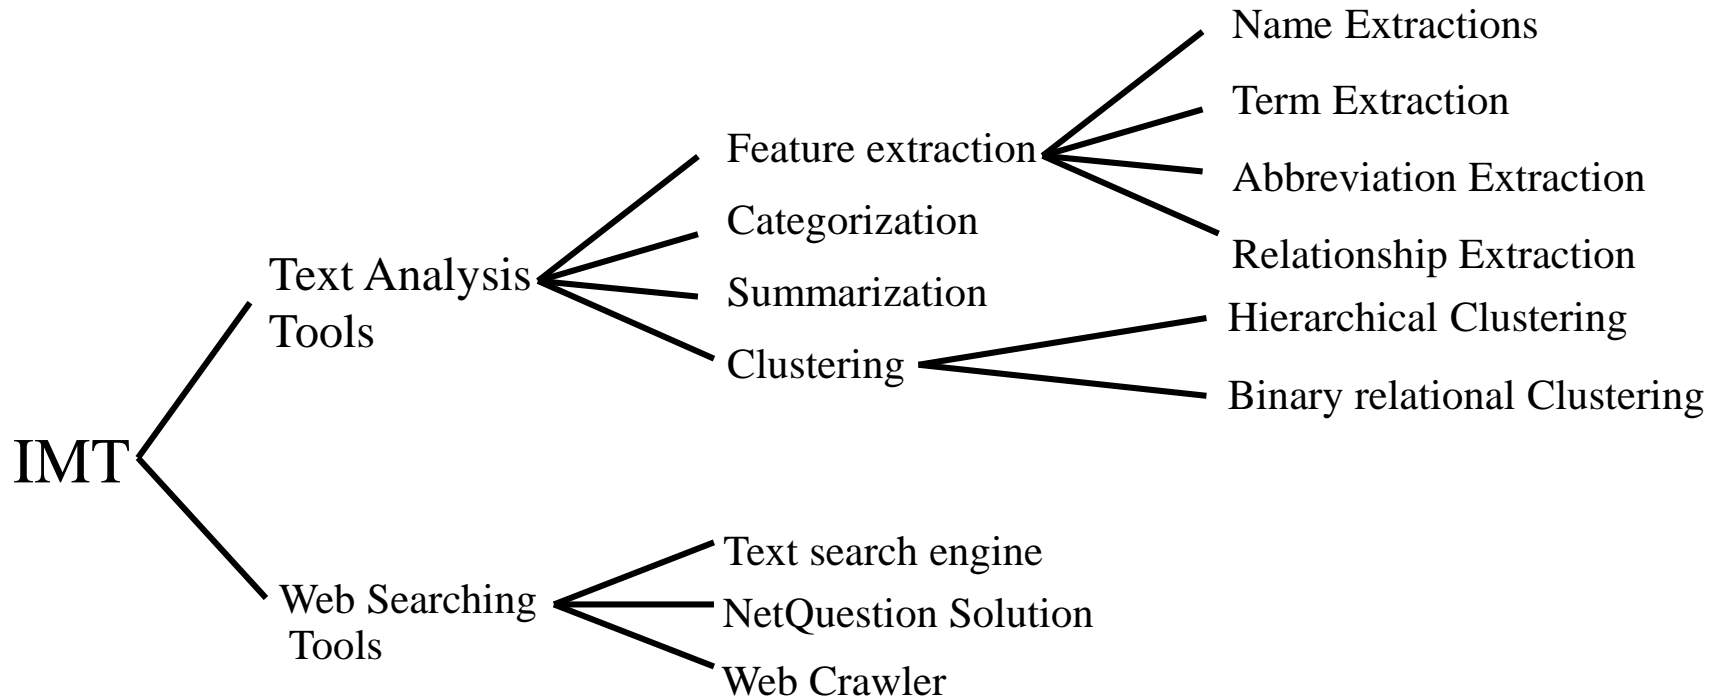 IMT
Text Analysis
Tools
Feature extraction
Name Extractions
Term Extraction
Abbreviation Extraction
Relationship Extraction
Categorization
Summarization
Clustering
Hierarchical Clustering
Binary relational Clustering
Web Searching
Tools
Text search engine
NetQuestion Solution
Web Crawler